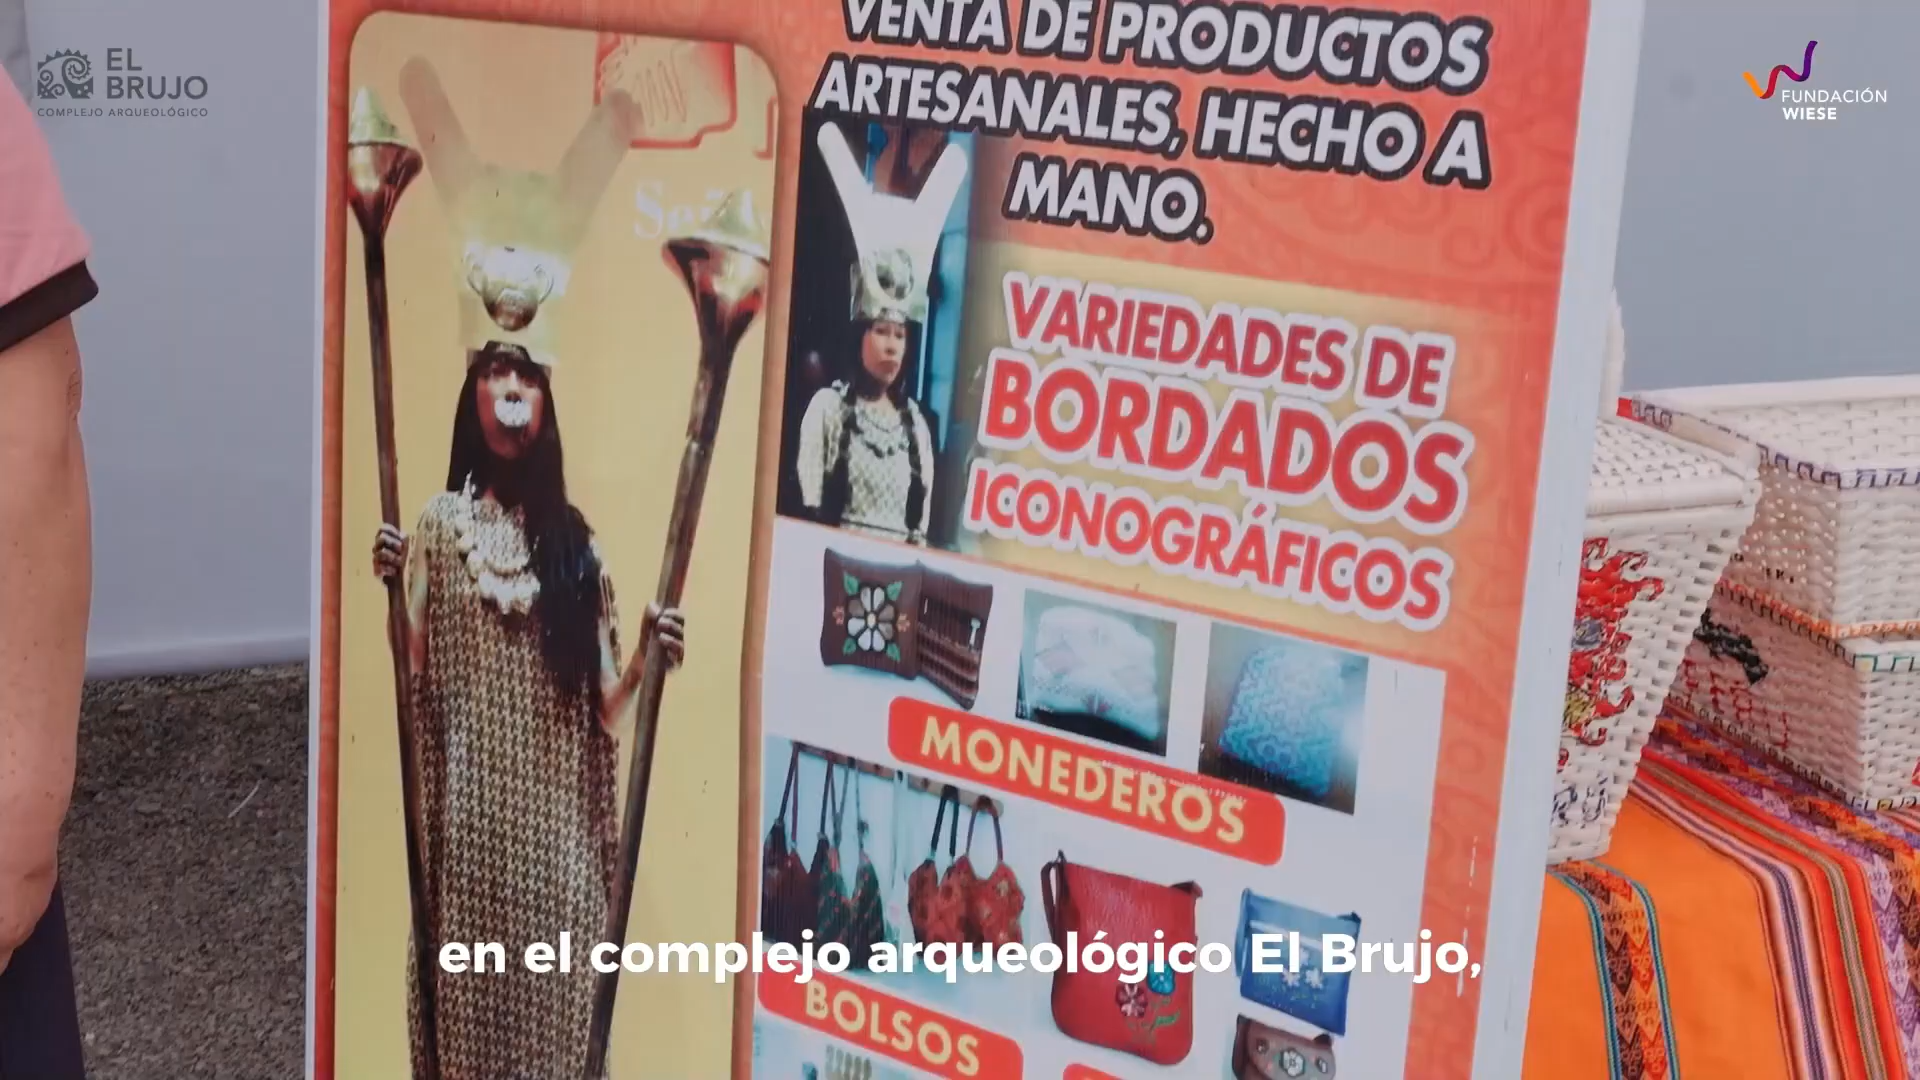 EL
BRUJO
COMPLEJO ARQUEOLÓGICO
FUNDACIÓN
WIESE
VENTA DE PRODUCTOS
ARTESANALES, HECHO A
MANO.
VARIEDADES DE
BORDADOS
ICONOGRÁFICOS
MONEDEROS
BOLSOS
en el complejo arqueológico El Brujo,